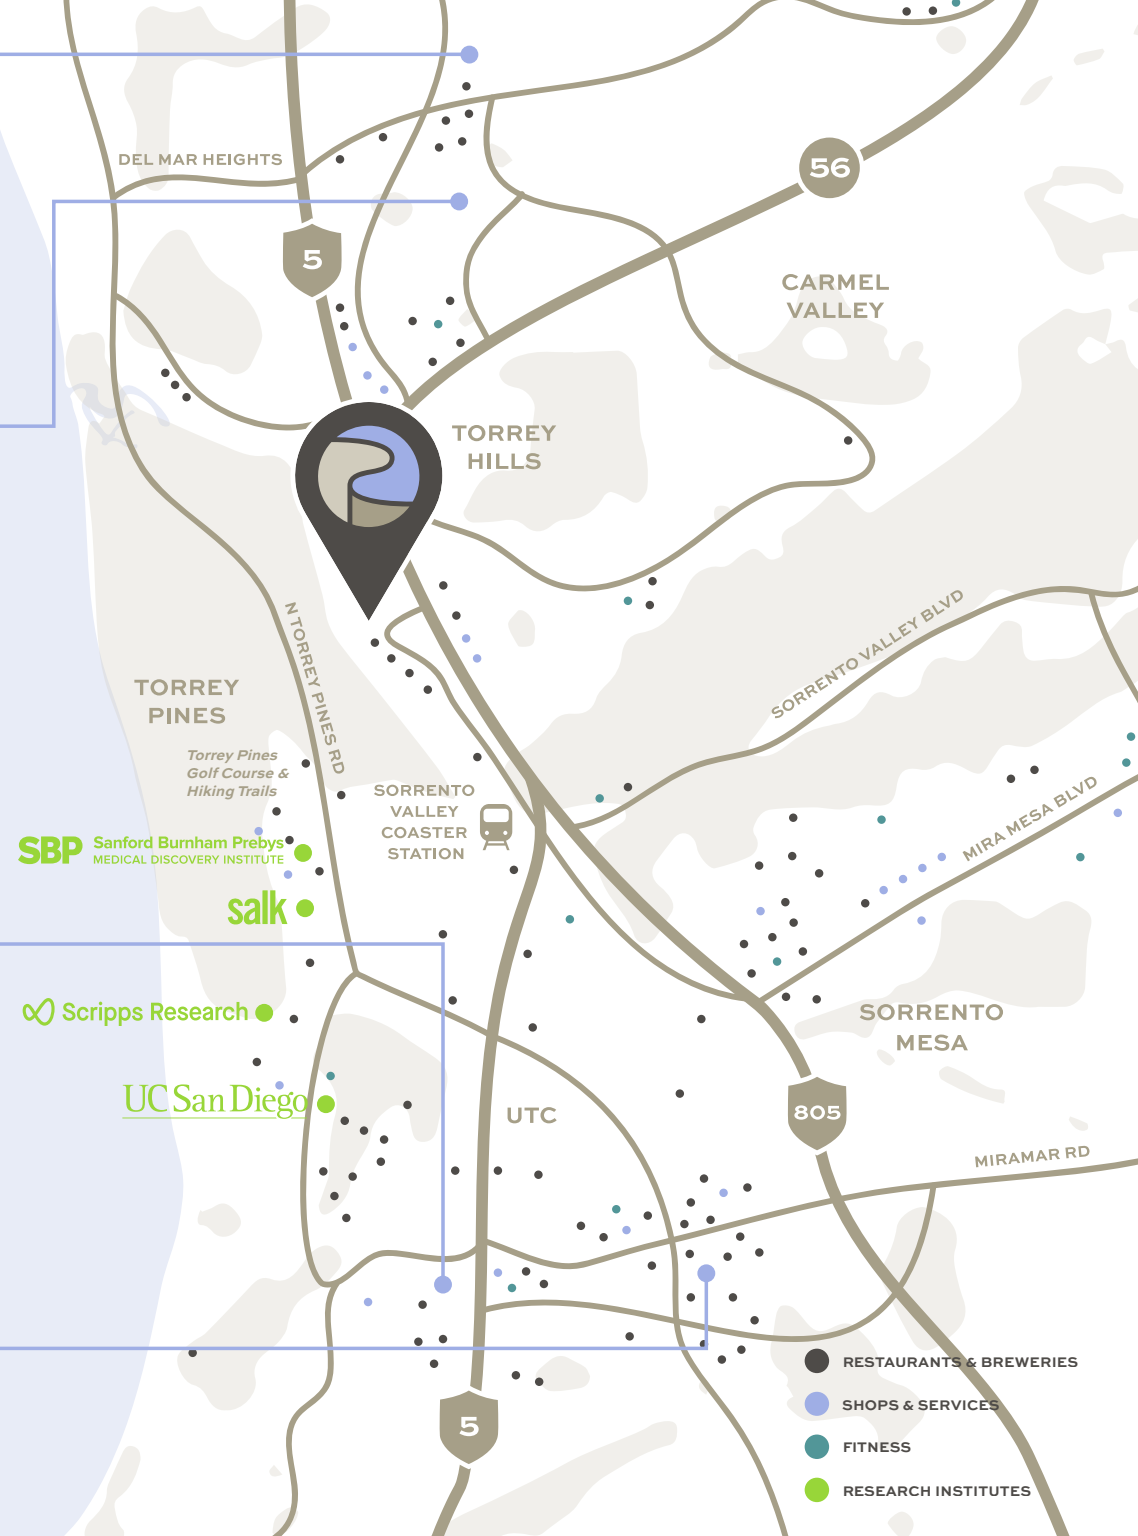 DEL MAR HEIGHTS
56
5
CARMEL
VALLEY
TORREY
HILLS
N TORREY PINES RD
SORRENTO VALLEY BLVD
TORREY
PINES
Torrey Pines
Golf Course &
Hiking Trails
SORRENTO
VALLEY
COASTER
STATION
MIRA MESA BLVD
SBP Sanford Burnham Prebys
MEDICAL DISCOVERY INSTITUTE
salk
Scripps Research
SORRENTO
MESA
UC San Diego
UTC
805
MIRAMAR RD
5
RESTAURANTS & BREWERIES
SHOPS & SERVICES
FITNESS
RESEARCH INSTITUTES